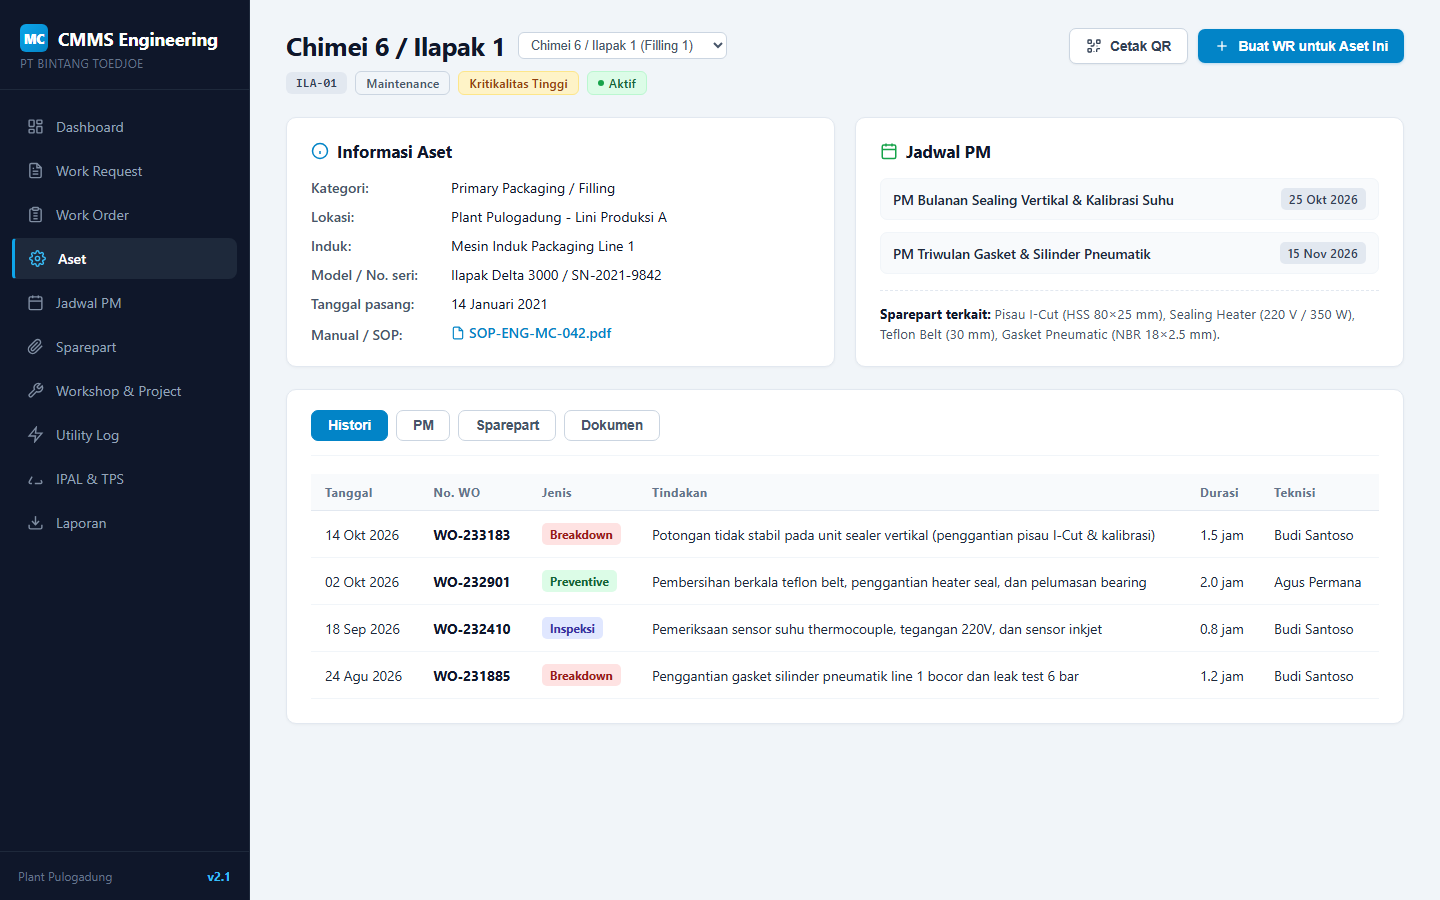 MC CMMS Engineering
PT BINTANG TOEDJOE
Dashboard
Work Request
Work Order
Aset
Jadwal PM
Sparepart
Workshop & Project
Utility Log
IPAL & TPS
Laporan
Plant Pulogadung v2.1
Chimei 6 / Ilapak 1 Chimei 6 / Ilapak 1 (Filling 1) Cetak QR + Buat WR untuk Aset Ini
ILA-01 Maintenance Kritikalitas Tinggi Aktif
Informasi Aset
Kategori: Primary Packaging / Filling
Lokasi: Plant Pulogadung - Lini Produksi A
Induk: Mesin Induk Packaging Line 1
Model / No. seri: Ilapak Delta 3000 / SN-2021-9842
Tanggal pasang: 14 Januari 2021
Manual / SOP: SOP-ENG-MC-042.pdf
Jadwal PM
PM Bulanan Sealing Vertikal & Kalibrasi Suhu 25 Okt 2026
PM Triwulan Gasket & Silinder Pneumatik 15 Nov 2026
Sparepart terkait: Pisau I-Cut (HSS 80×25 mm), Sealing Heater (220 V / 350 W),
Teflon Belt (30 mm), Gasket Pneumatic (NBR 18×2.5 mm).
Histori PM Sparepart Dokumen
Tanggal No. WO Jenis Tindakan Durasi Teknisi
14 Okt 2026 WO-233183 Breakdown Potongan tidak stabil pada unit sealer vertikal (penggantian pisau I-Cut & kalibrasi) 1.5 jam Budi Santoso
02 Okt 2026 WO-232901 Preventive Pembersihan berkala teflon belt, penggantian heater seal, dan pelumasan bearing 2.0 jam Agus Permana
18 Sep 2026 WO-232410 Inspeksi Pemeriksaan sensor suhu thermocouple, tegangan 220V, dan sensor inkjet 0.8 jam Budi Santoso
24 Agu 2026 WO-231885 Breakdown Penggantian gasket silinder pneumatik line 1 bocor dan leak test 6 bar 1.2 jam Budi Santoso